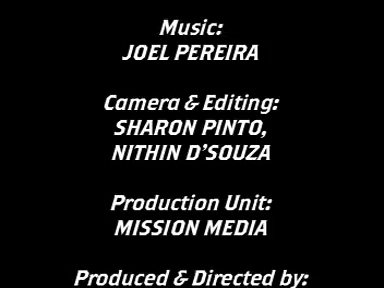 Music:
JOEL PEREIRA
Camera & Editing:
SHARON PINTO,
NITHIN D'SOUZA
Production Unit:
MISSION MEDIA
Produced & Directed by: